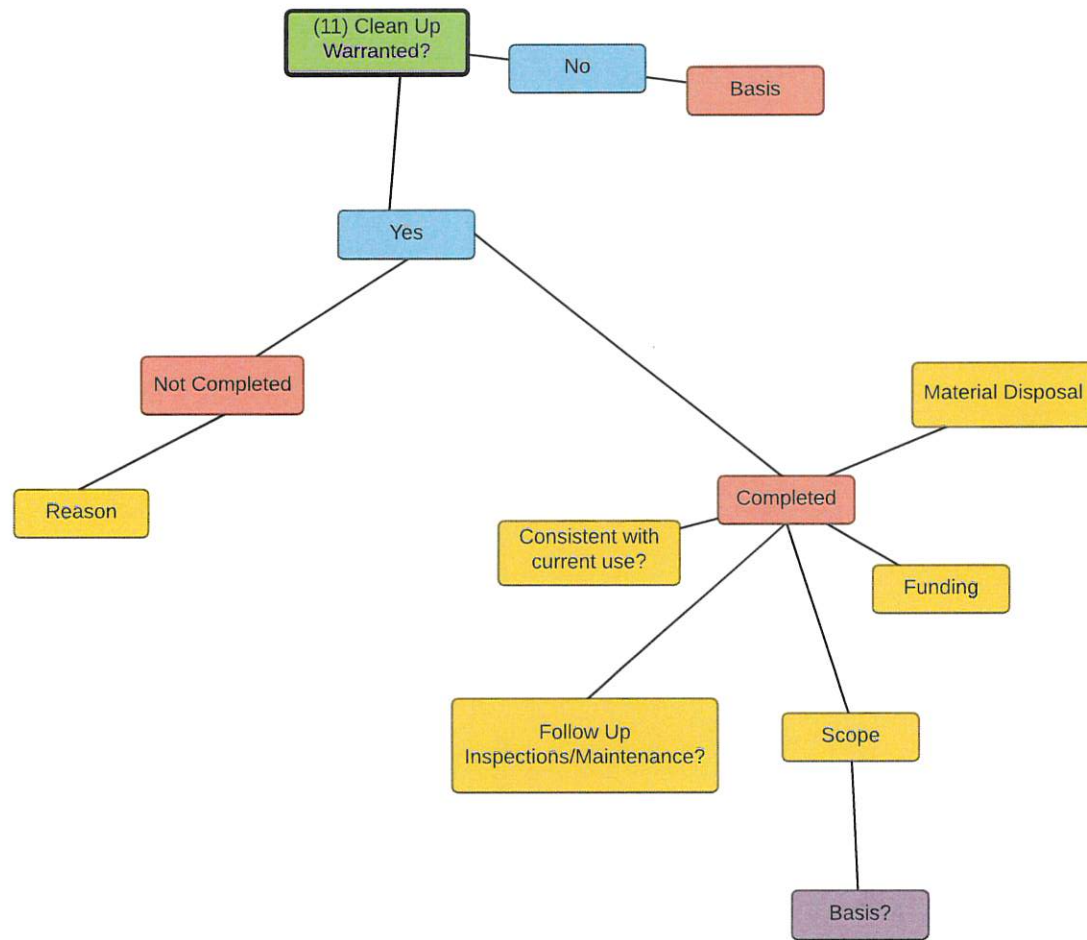 (11) Clean Up
Warranted?
No
Basis
Yes
Not Completed
Material Disposal
Reason
Completed
Consistent with
current use?
Funding
Follow Up
Inspections/Maintenance?
Scope
Basis?